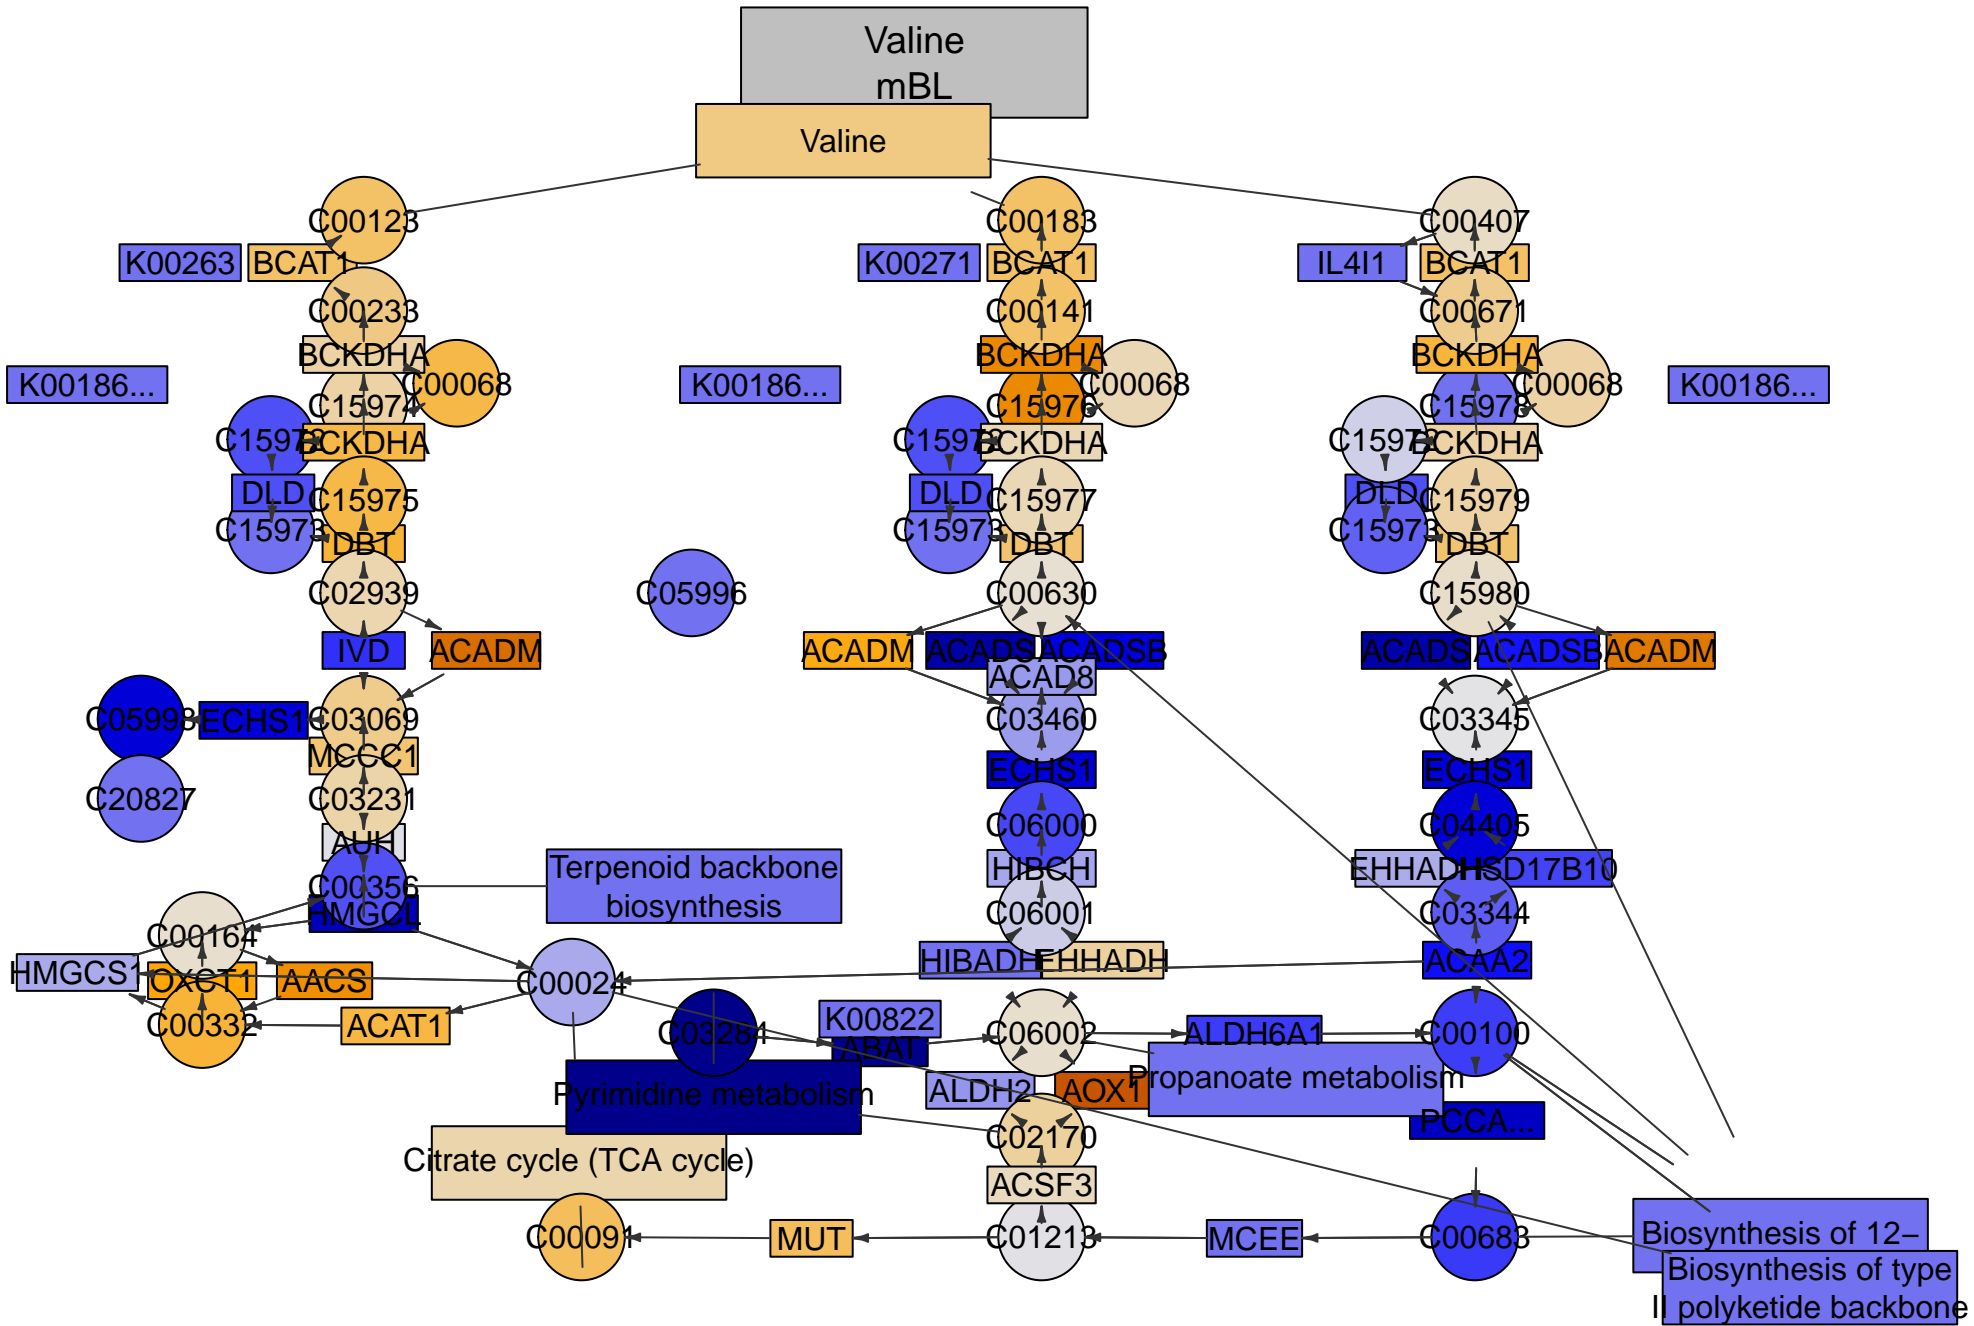 Valine
mBL
Valine
C00123
C00183
C00407
K00263
BCAT1
K00271
BCAT1
IL4I1
BCAT1
C00233
C00141
C00671
BCKDHA
BCKDHA
BCKDHA
K00186...
C00068
K00186...
C00068
C00068
K00186...
C15974
C15976
C15978
C15972
BCKDHA
C15972
BCKDHA
C15972
BCKDHA
DLD
C15975
DLD
C15977
DLD
C15979
C15973
DBT
C15973
DBT
C15973
DBT
C02939
C05996
C00630
C15980
IVD
ACADM
ACADM
ACADS
ACADSB
ACADS
ACADSB
ACADM
ACAD8
C05998
ECHS1
C03069
C03460
C03345
MCCC1
ECHS1
ECHS1
C20827
C03231
C06000
C04405
AUH
HIBCH
EHHADH
HSD17B10
Terpenoid backbone
biosynthesis
C00356
HMGCL
C06001
C03344
C00164
HIBADH
EHHADH
ACAA2
HMGCS1
OXCT1
AACS
C00024
C00332
ACAT1
C03284
K00822
ABAT
C06002
ALDH6A1
C00100
Pyrimidine metabolism
ALDH2
AOX1
Propanoate metabolism
PCCA...
C02170
Citrate cycle (TCA cycle)
ACSF3
C00091
MUT
C01213
MCEE
C00683
Biosynthesis of 12−
Biosynthesis of type
II polyketide backbone